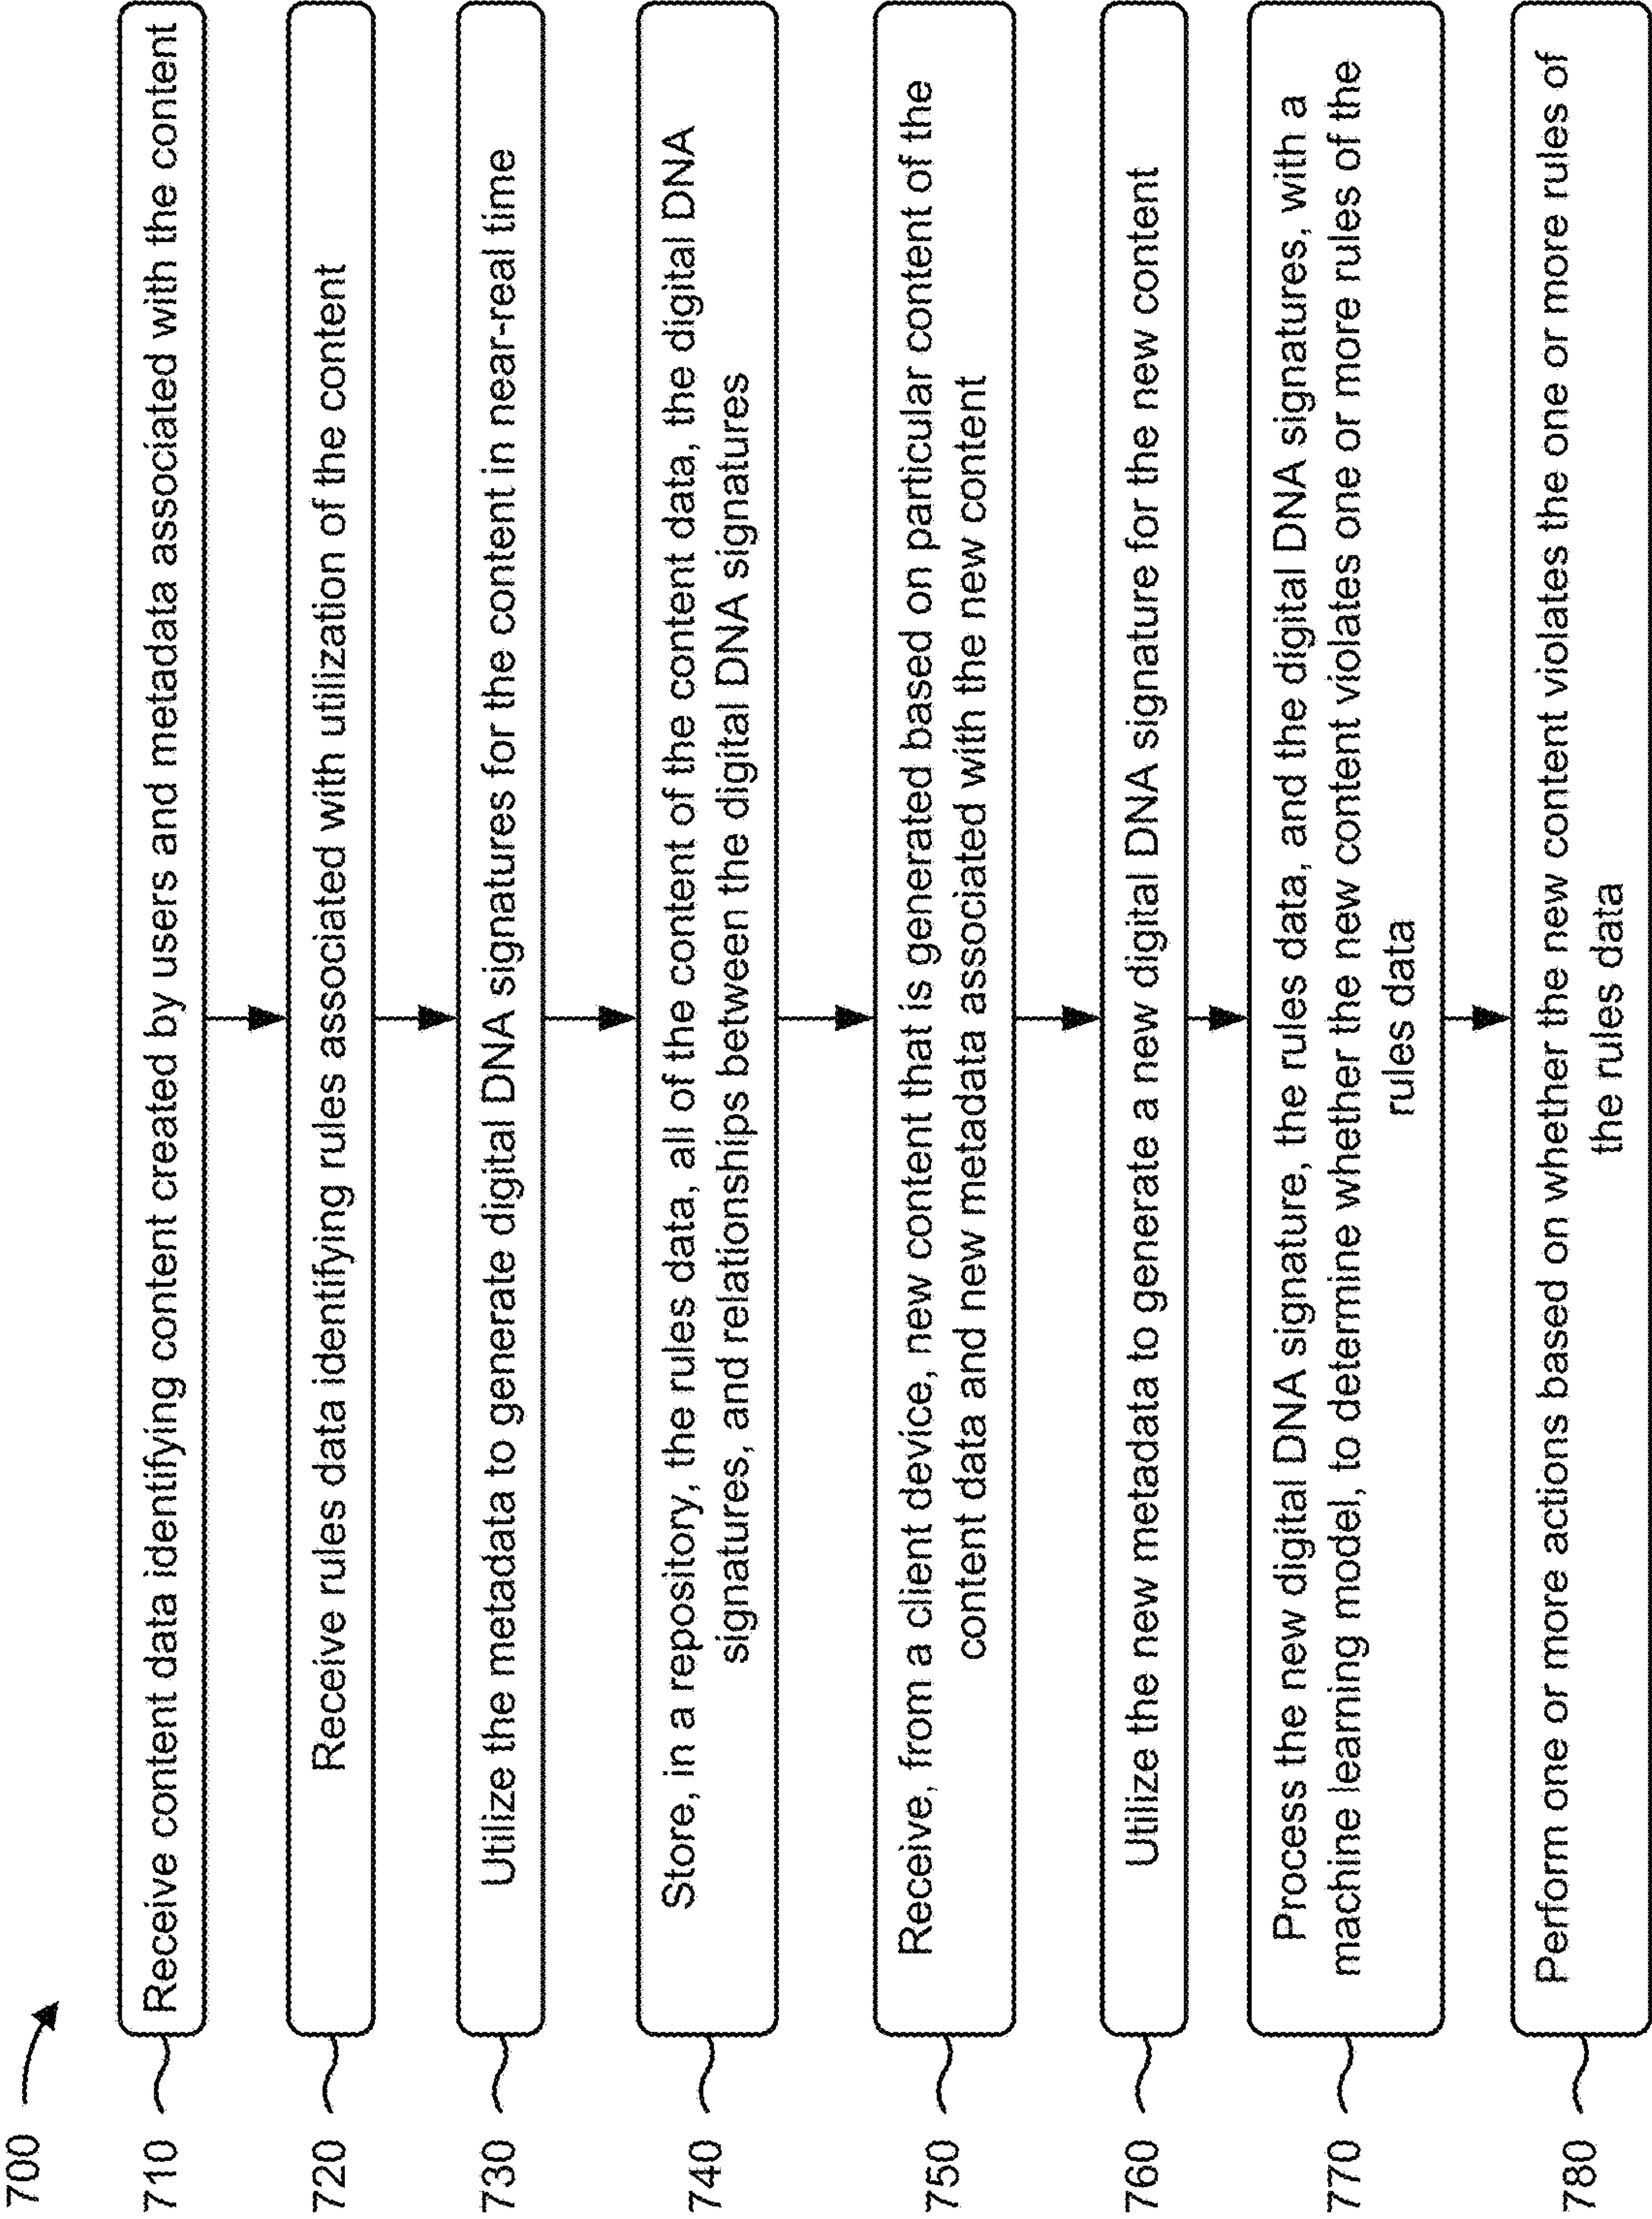 700
710
Receive content data identifying content created by users and metadata associated with the content
720
Receive rules data identifying rules associated with utilization of the content
730
Utilize the metadata to generate digital DNA signatures for the content in near-real time
740
Store, in a repository, the rules data, all of the content of the content data, the digital DNA
signatures, and relationships between the digital DNA signatures
750
Receive, from a client device, new content that is generated based on particular content of the
content data and new metadata associated with the new content
760
Utilize the new metadata to generate a new digital DNA signature for the new content
770
Process the new digital DNA signature, the rules data, and the digital DNA signatures, with a
machine learning model, to determine whether the new content violates one or more rules of the
rules data
780
Perform one or more actions based on whether the new content violates the one or more rules of
the rules data